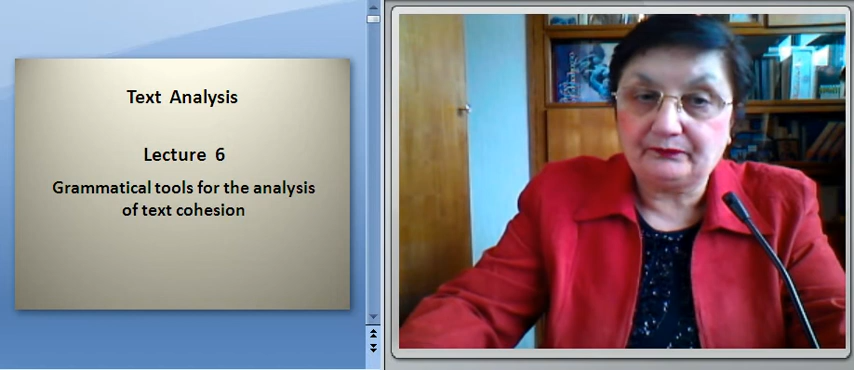 Text Analysis
Lecture 6
Grammatical tools for the analysis
of text cohesion